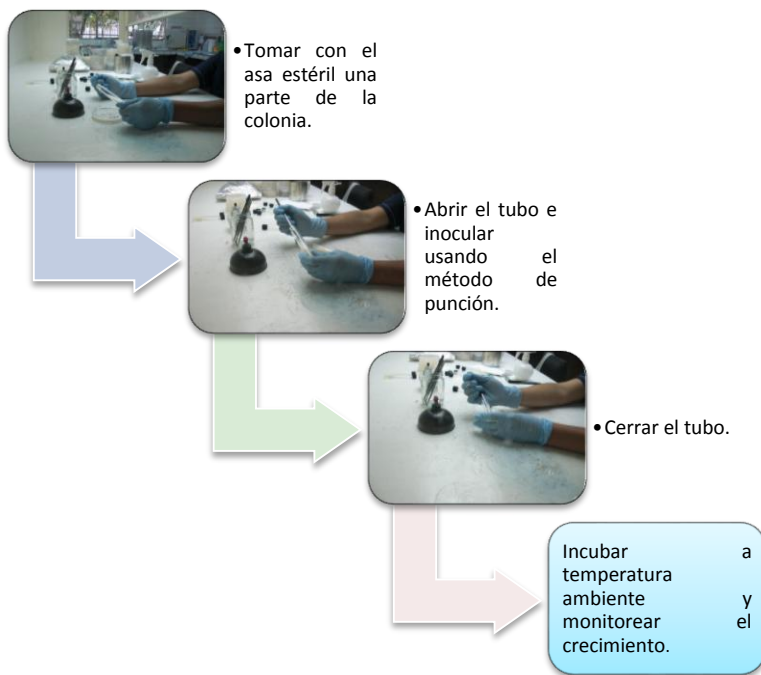 •Tomar con el
asa estéril una
parte de la
colonia.
•Abrir el tubo e
inocular
usando el
método de
punción.
•Cerrar el tubo.
Incubar a
temperatura
ambiente y
monitorear el
crecimiento.